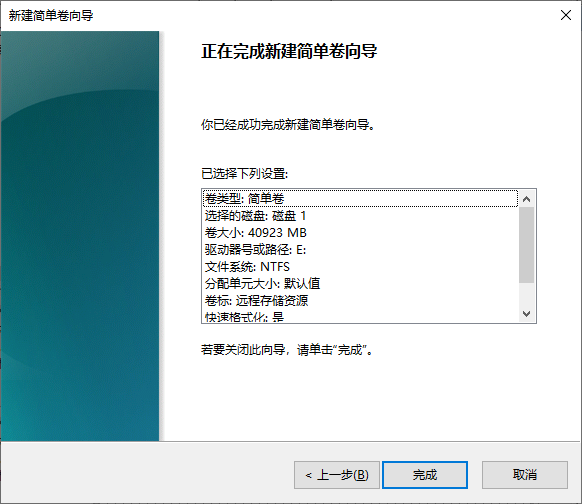 新建简单卷向导
正在完成新建简单卷向导
你已经成功完成新建简单卷向导。
已选择下列设置:
卷类型: 简单卷
选择的磁盘: 磁盘 1
卷大小: 40923 MB
驱动器号或路径: E:
文件系统: NTFS
分配单元大小: 默认值
卷标: 远程存储资源
快速格式化: 是
若要关闭此向导，请单击“完成”。
< 上一步(B)
完成
取消